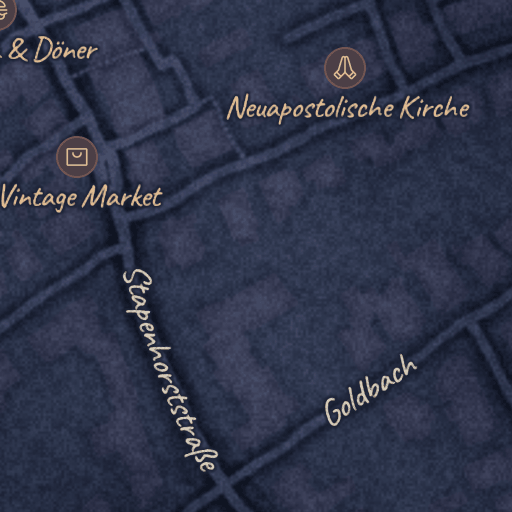 & Döner
Neuapostolische Kirche
Vintage Market
Stapenhorststraße
Goldbach